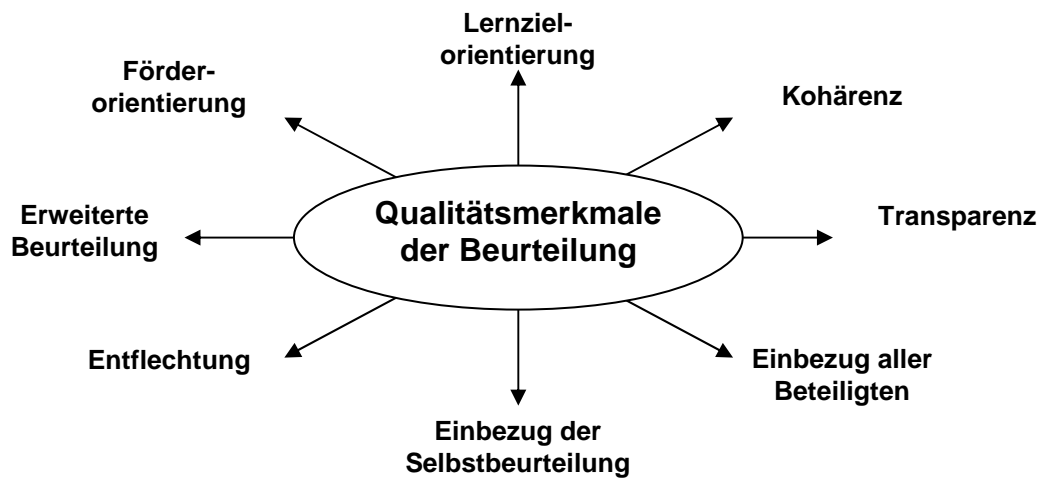 Lernziel-
orientierung
Förder-
orientierung
Kohärenz
Erweiterte
Beurteilung
Qualitätsmerkmale
der Beurteilung
Transparenz
Entflechtung
Einbezug aller
Beteiligten
Einbezug der
Selbstbeurteilung